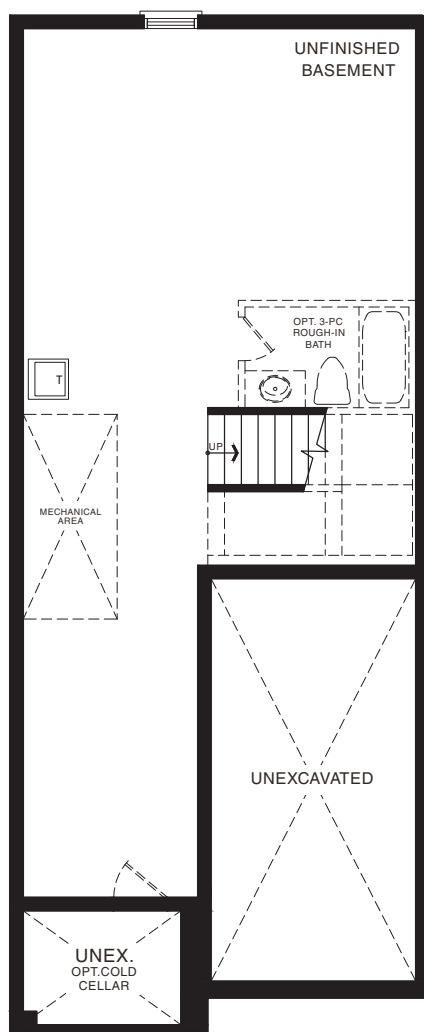 UNFINISHED
BASEMENT
OPT. 3-PC
ROUGH-IN
BATH
T
UP
MECHANICAL
AREA
UNEXCAVATED
UNEX.
OPT.COLD
CELLAR